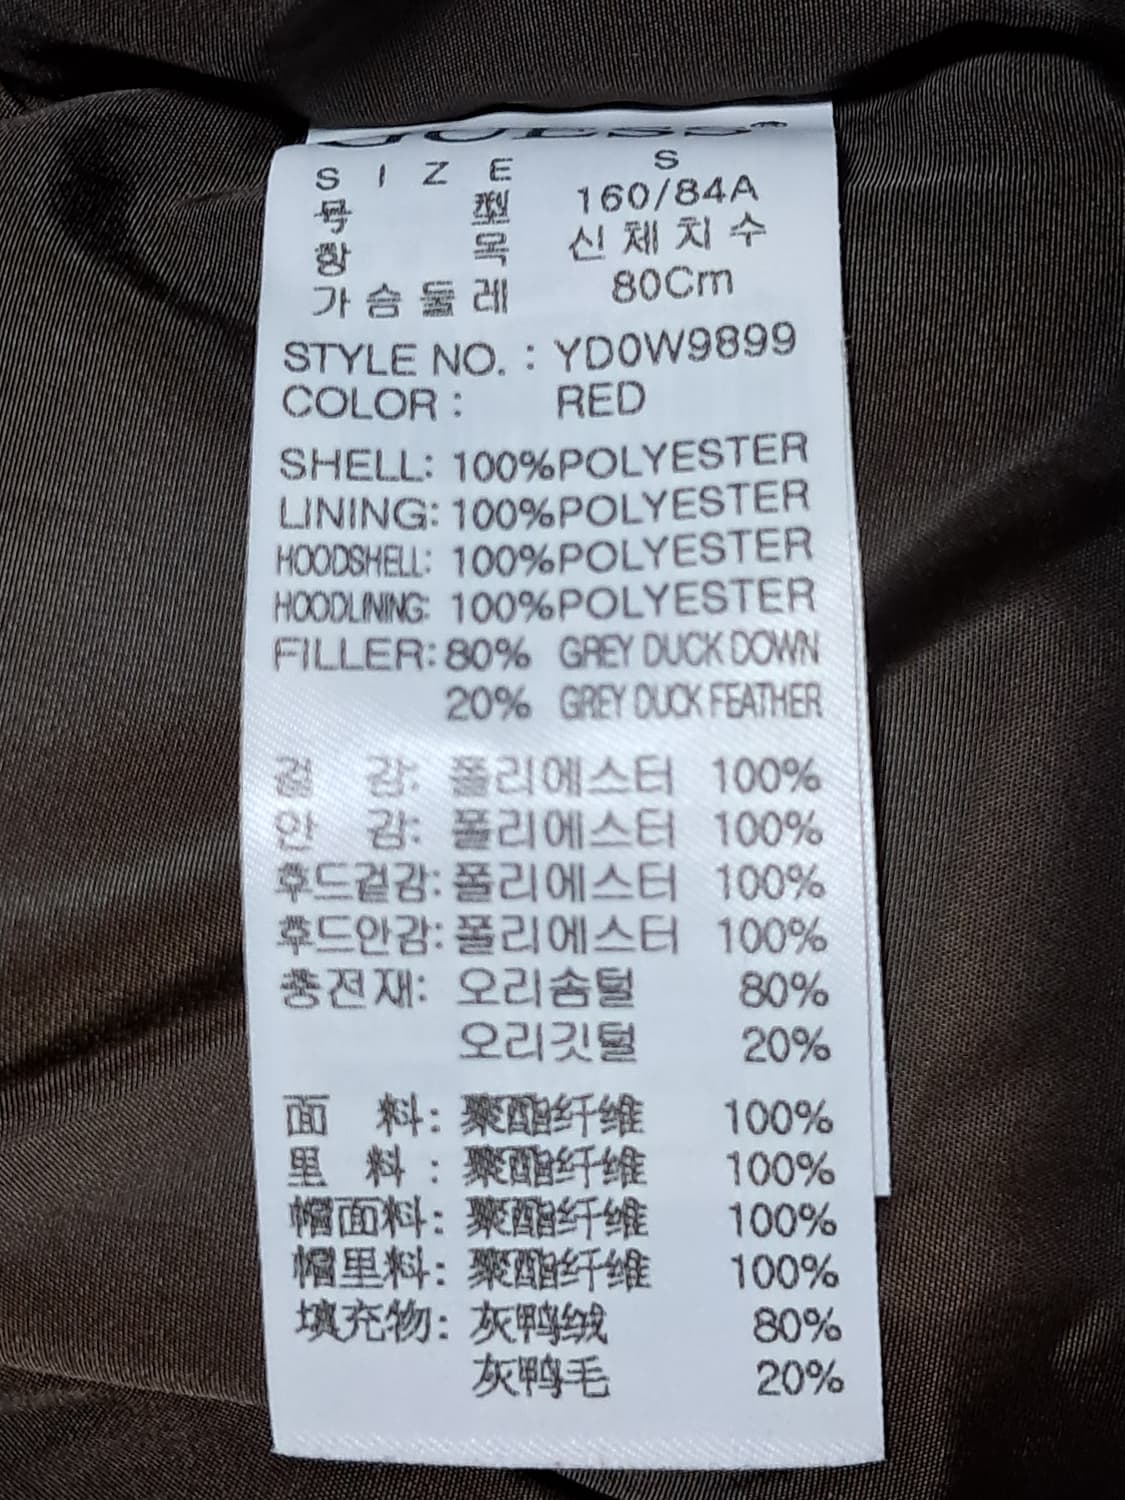 GUESS
SIZE S
号型 160/84A
항목 신체치수
가슴둘레 80Cm
STYLE NO. : YD0W9899
COLOR : RED
SHELL: 100%POLYESTER
LINING: 100%POLYESTER
HOODSHELL: 100%POLYESTER
HOODLINING: 100%POLYESTER
FILLER: 80% GREY DUCK DOWN
20% GREY DUCK FEATHER
겉감: 폴리에스터 100%
안감: 폴리에스터 100%
후드겉감: 폴리에스터 100%
후드안감: 폴리에스터 100%
충전재: 오리솜털 80%
오리깃털 20%
面料: 聚酯纤维 100%
里料: 聚酯纤维 100%
帽面料: 聚酯纤维 100%
帽里料: 聚酯纤维 100%
填充物: 灰鸭绒 80%
灰鸭毛 20%